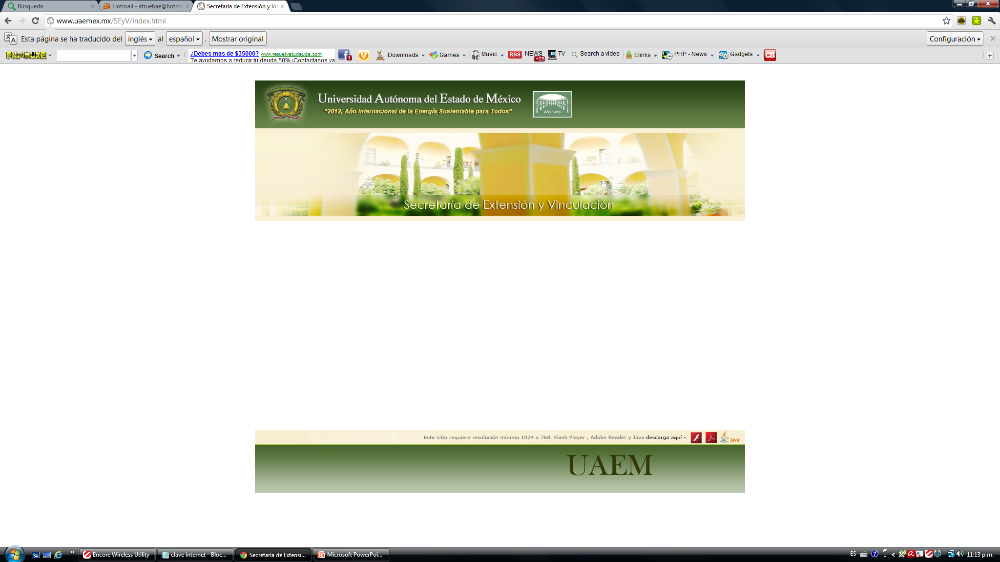 Búsqueda
Hotmail - atruebae@hotma
Secretaría de Extensión y Vin
www.uaemex.mx/SEyV/index.html
Esta página se ha traducido del inglés al español . Mostrar original Configuración
PHP-NUKE Search ¿Debes mas de $35000? www.resuelvetudeuda.com 1 V Downloads Games Music RSS NEWS +25 TV Search a video Elinks PHP - News Gadgets CB
Te ayudamos a reducir tu deuda 50% ¡Contactanos ya
Universidad Autónoma del Estado de México
“2012, Año Internacional de la Energía Sustentable para Todos”
2009 - 2013
Secretaría de Extensión y Vinculación
Este sitio requiere resolución mínima 1024 x 768. Flash Player , Adobe Reader y Java descarga aquí -
Java
UAEM
Encore Wireless Utility
clave internet - Bloc...
Secretaría de Extensi...
Microsoft PowerPoi...
ES
11:13 p.m.